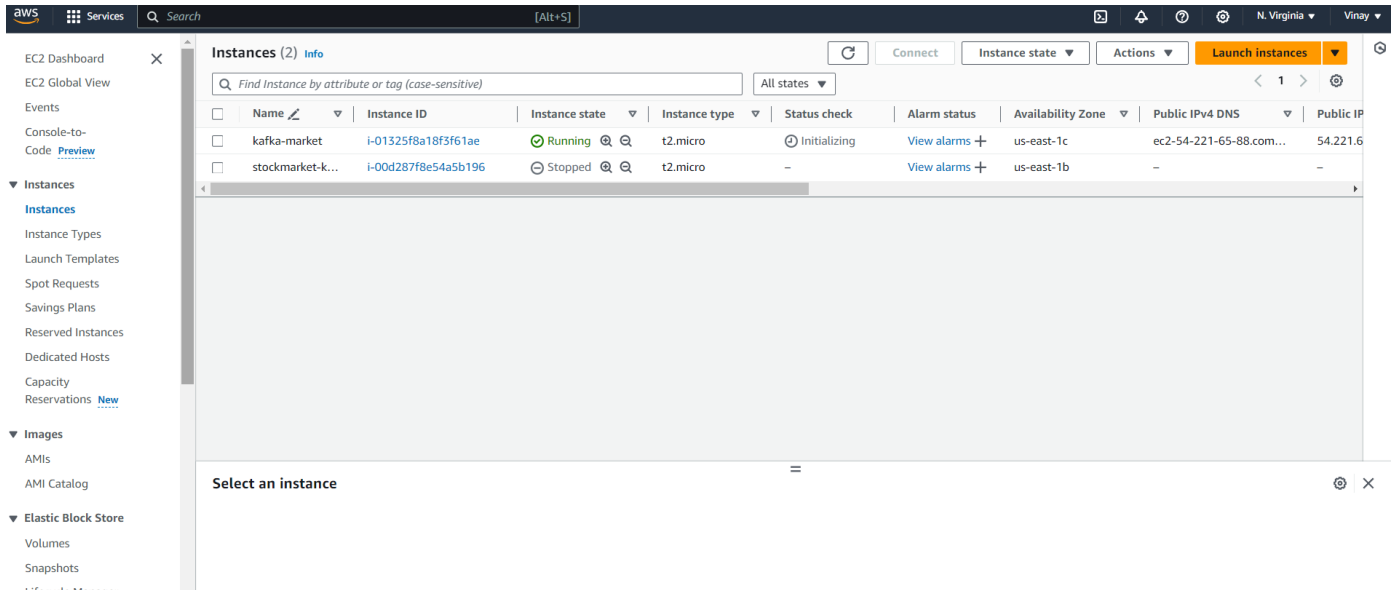 aws Services Search [Alt+S] N. Virginia Vinay
EC2 Dashboard
EC2 Global View
Events
Console-to-
Code Preview
Instances
Instances
Instance Types
Launch Templates
Spot Requests
Savings Plans
Reserved Instances
Dedicated Hosts
Capacity
Reservations New
Images
AMIs
AMI Catalog
Elastic Block Store
Volumes
Snapshots
Instances (2) Info Connect Instance state Actions Launch instances
Find Instance by attribute or tag (case-sensitive) All states 1
Name Instance ID Instance state Instance type Status check Alarm status Availability Zone Public IPv4 DNS Public IP
kafka-market i-01325f8a18f3f61ae Running t2.micro Initializing View alarms + us-east-1c ec2-54-221-65-88.com... 54.221.6
stockmarket-k... i-00d287f8e54a5b196 Stopped t2.micro – View alarms + us-east-1b – –
Select an instance